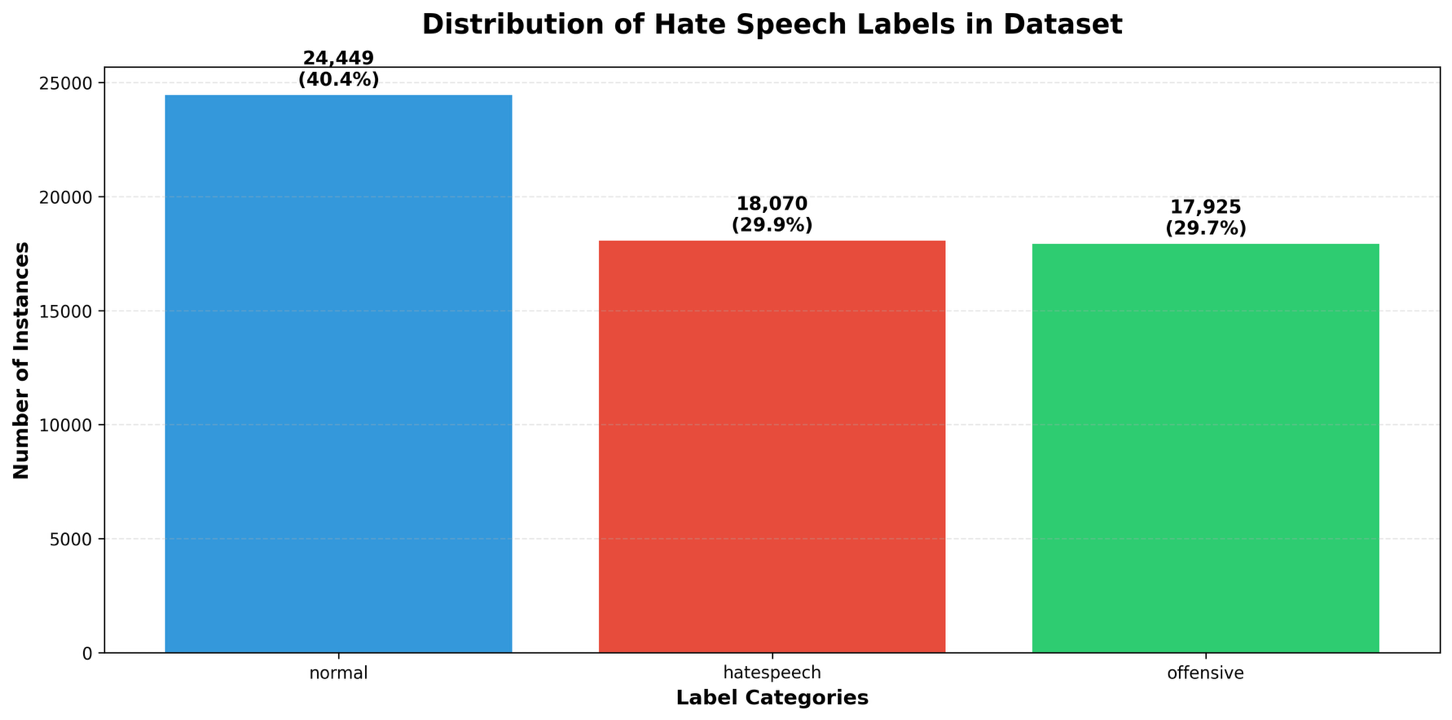 Distribution of Hate Speech Labels in Dataset
24,449
(40.4%)
18,070
(29.9%)
17,925
(29.7%)
Number of Instances
25000
20000
15000
10000
5000
0
normal
hatespeech
offensive
Label Categories